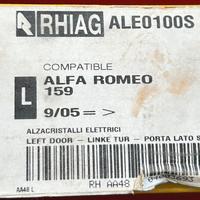 RHIAG ALE0100S
COMPATIBLE
L
ALFA ROMEO
159
9/05 = >
ALZACRISTALLI ELETTRICI
LEFT DOOR - LINKE TUR - PORTA LATO S
AA48 L
RH AA48